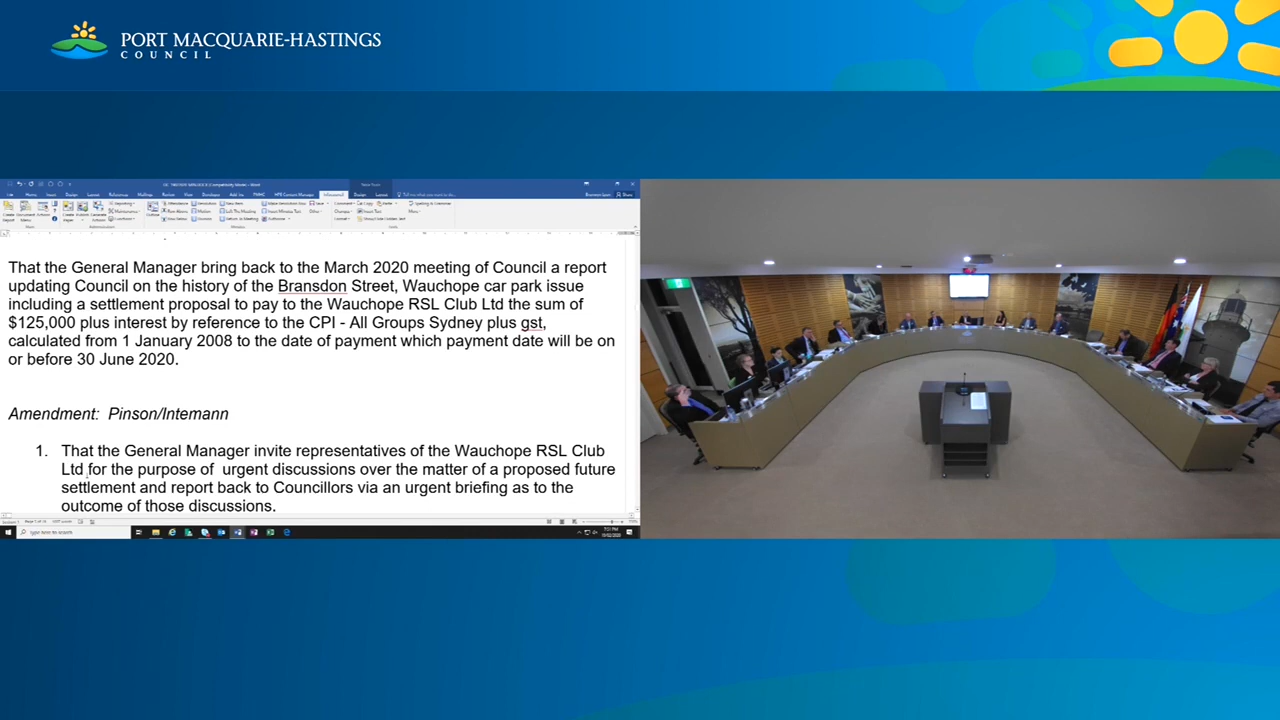 PORT MACQUARIE-HASTINGS
COUNCIL
That the General Manager bring back to the March 2020 meeting of Council a report
updating Council on the history of the Bransdon Street, Wauchope car park issue
including a settlement proposal to pay to the Wauchope RSL Club Ltd the sum of
$125,000 plus interest by reference to the CPI - All Groups Sydney plus gst,
calculated from 1 January 2008 to the date of payment which payment date will be on
or before 30 June 2020.
Amendment: Pinson/Intemann
1. That the General Manager invite representatives of the Wauchope RSL Club
Ltd for the purpose of urgent discussions over the matter of a proposed future
settlement and report back to Councillors via an urgent briefing as to the
outcome of those discussions.
Type here to search